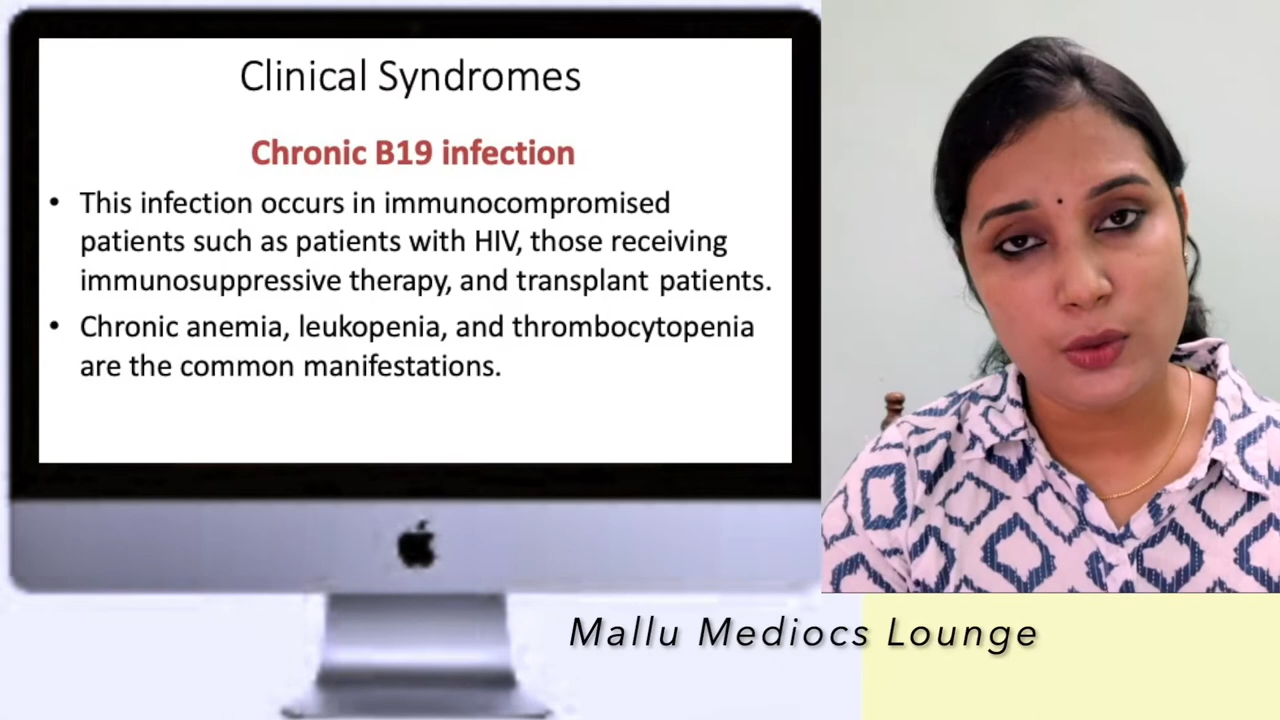 Clinical Syndromes
Chronic B19 infection
• This infection occurs in immunocompromised
patients such as patients with HIV, those receiving
immunosuppressive therapy, and transplant patients.
• Chronic anemia, leukopenia, and thrombocytopenia
are the common manifestations.
Mallu Mediocs Lounge